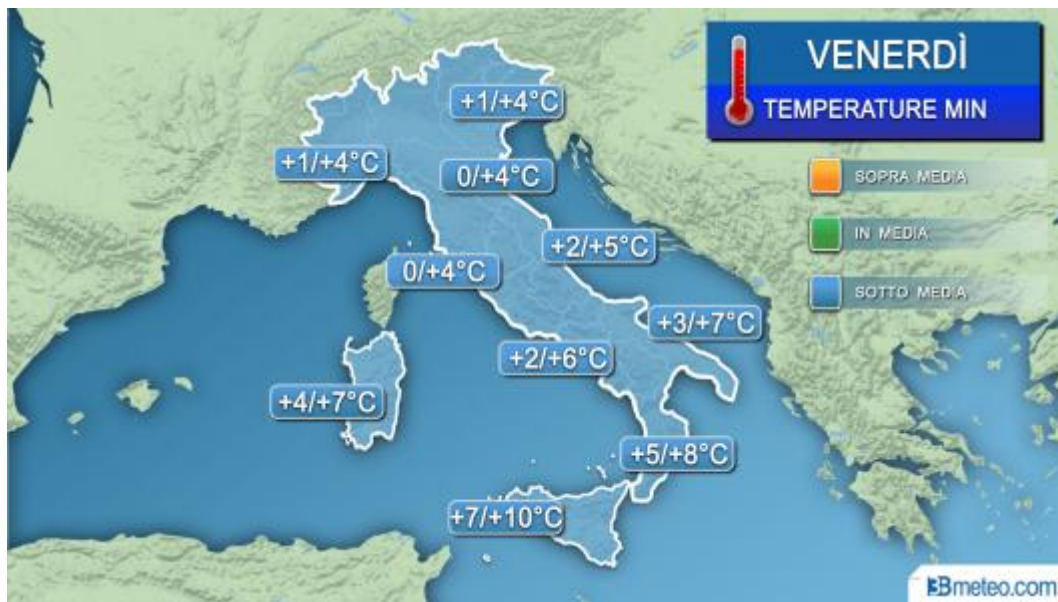 VENERDÌ
TEMPERATURE MIN
SOPRA MEDIA
IN MEDIA
SOTTO MEDIA
+1/+4°C
+1/+4°C
0/+4°C
+2/+5°C
0/+4°C
+3/+7°C
+2/+6°C
+4/+7°C
+5/+8°C
+7/+10°C
3Bmeteo.com